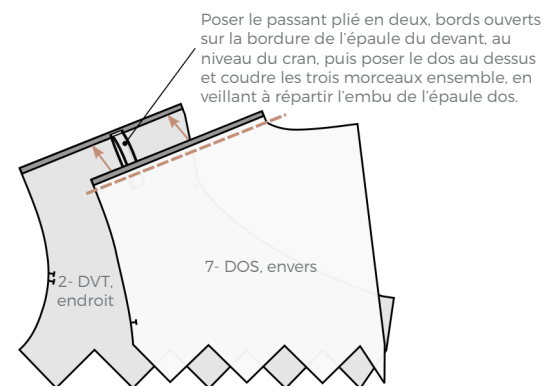 Poser le passant plié en deux, bords ouverts
sur la bordure de l'épaule du devant, au
niveau du cran, puis poser le dos au dessus
et coudre les trois morceaux ensemble, en
veillant à répartir l'embu de l'épaule dos.
2- DVT,
endroit
7- DOS, envers